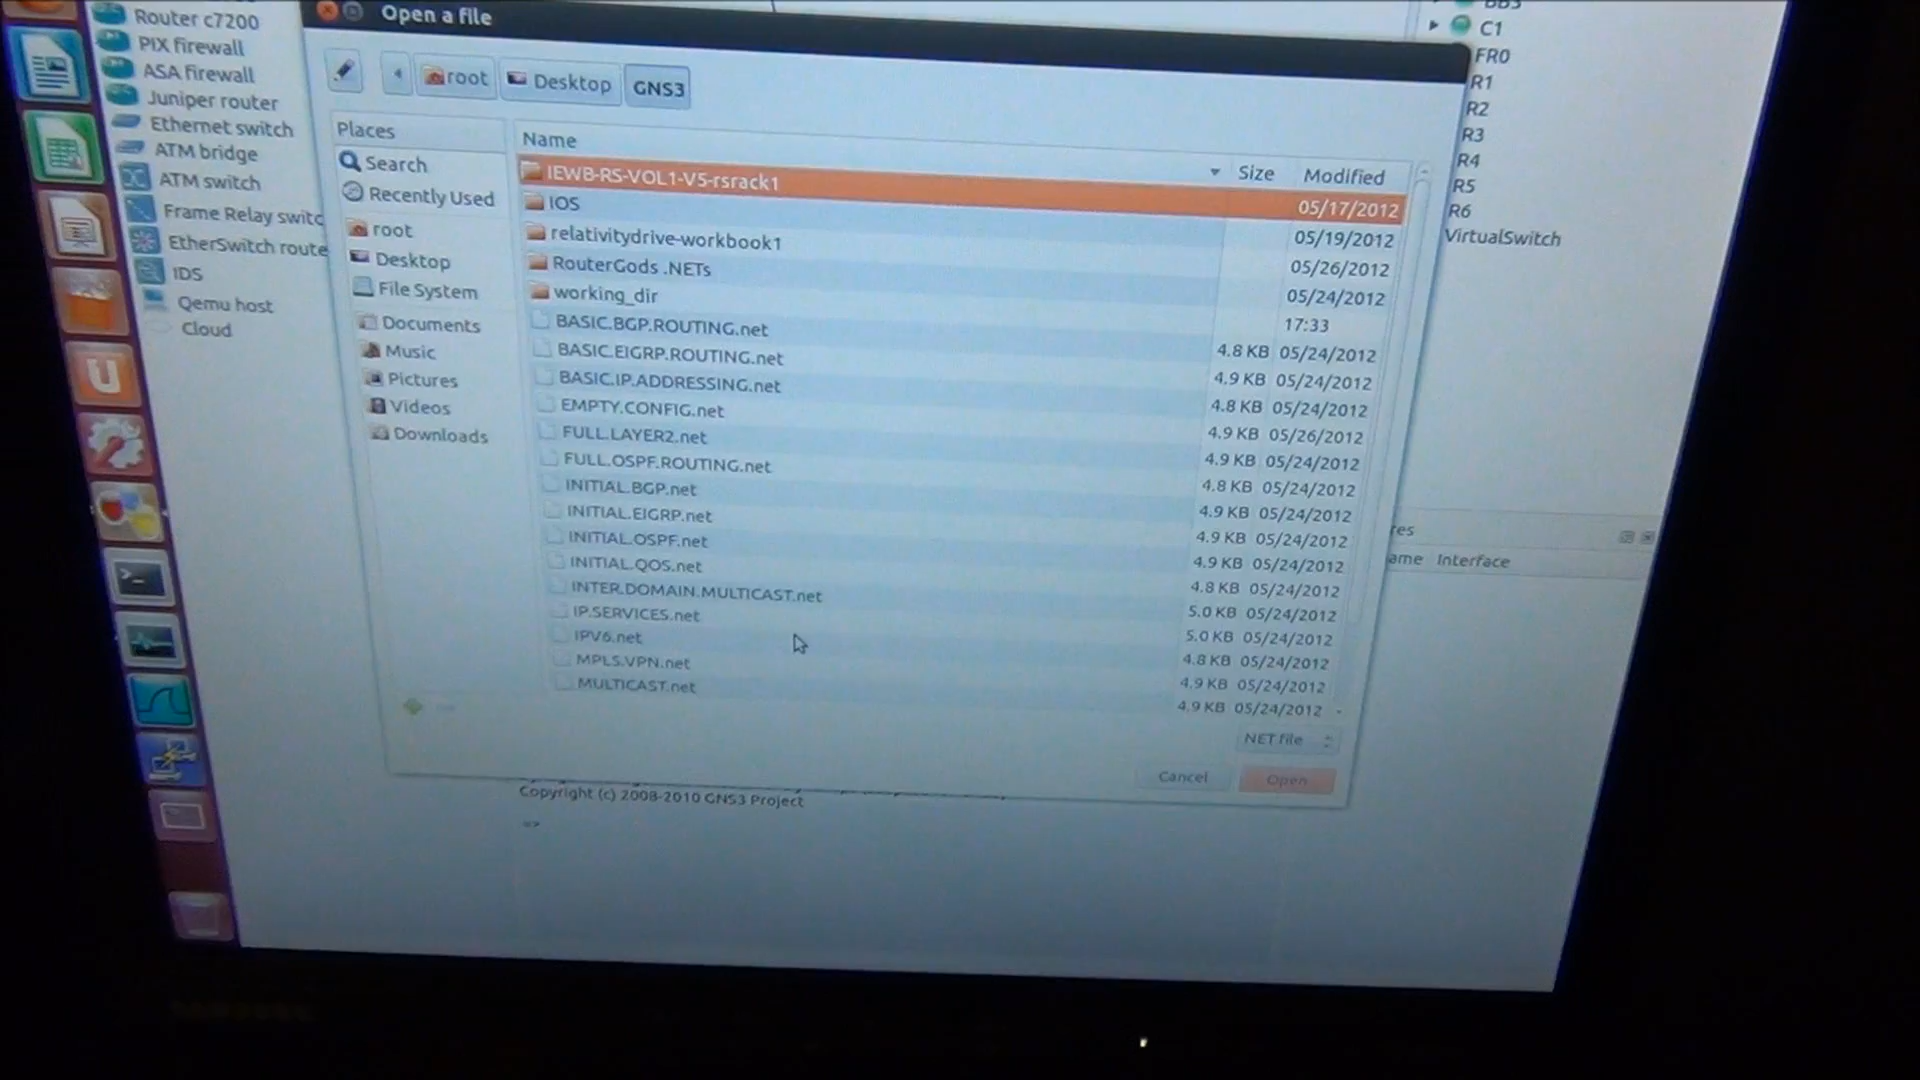 Open a file
Router c7200
PIX firewall
ASA firewall
Juniper router
Ethernet switch
ATM bridge
ATM switch
Frame Relay switc
EtherSwitch route
IDS
Qemu host
Cloud
root
Desktop
GNS3
Places
Search
Recently Used
root
Desktop
File System
Documents
Music
Pictures
Videos
Downloads
Name Size Modified
IEWB-RS-VOL1-V5-rsrack1 05/17/2012
IOS 05/19/2012
relativitydrive-workbook1 05/26/2012
RouterGods .NETs 05/24/2012
working_dir 17:33
BASIC.BGP.ROUTING.net 4.8 KB 05/24/2012
BASIC.EIGRP.ROUTING.net 4.9 KB 05/24/2012
BASIC.IP.ADDRESSING.net 4.8 KB 05/24/2012
EMPTY.CONFIG.net 4.9 KB 05/26/2012
FULL.LAYER2.net 4.9 KB 05/24/2012
FULL.OSPF.ROUTING.net 4.8 KB 05/24/2012
INITIAL.BGP.net 4.9 KB 05/24/2012
INITIAL.EIGRP.net 4.9 KB 05/24/2012
INITIAL.OSPF.net 4.9 KB 05/24/2012
INITIAL.QOS.net 4.8 KB 05/24/2012
INTER.DOMAIN.MULTICAST.net 5.0 KB 05/24/2012
IP.SERVICES.net 5.0 KB 05/24/2012
IPV6.net 4.8 KB 05/24/2012
MPLS.VPN.net 4.9 KB 05/24/2012
MULTICAST.net 4.9 KB 05/24/2012
NET file
Cancel
Open
BB3
C1
FR0
R1
R2
R3
R4
R5
R6
VirtualSwitch
res
ame Interface
Copyright (c) 2008-2010 GNS3 Project
=>